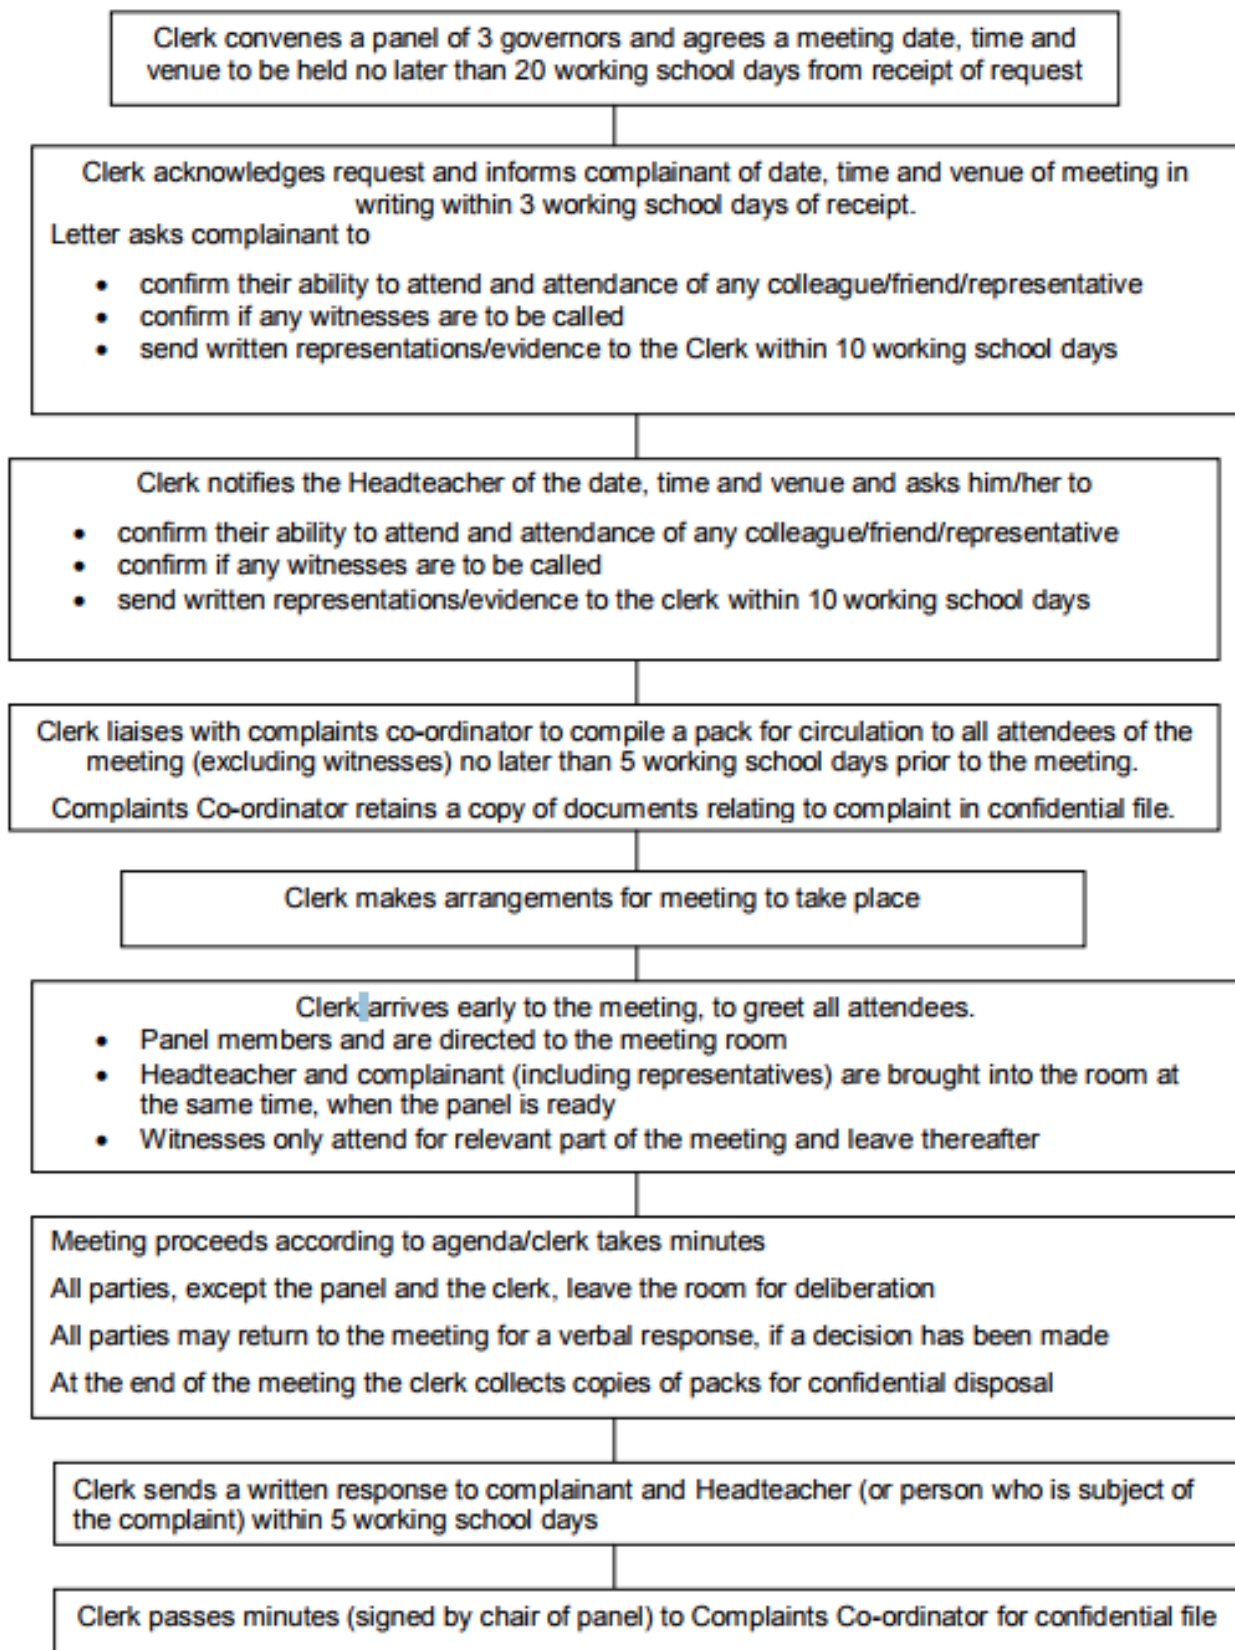 Clerk convenes a panel of 3 governors and agrees a meeting date, time and
venue to be held no later than 20 working school days from receipt of request
Clerk acknowledges request and informs complainant of date, time and venue of meeting in
writing within 3 working school days of receipt.
Letter asks complainant to
• confirm their ability to attend and attendance of any colleague/friend/representative
• confirm if any witnesses are to be called
• send written representations/evidence to the Clerk within 10 working school days
Clerk notifies the Headteacher of the date, time and venue and asks him/her to
• confirm their ability to attend and attendance of any colleague/friend/representative
• confirm if any witnesses are to be called
• send written representations/evidence to the clerk within 10 working school days
Clerk liaises with complaints co-ordinator to compile a pack for circulation to all attendees of the
meeting (excluding witnesses) no later than 5 working school days prior to the meeting.
Complaints Co-ordinator retains a copy of documents relating to complaint in confidential file.
Clerk makes arrangements for meeting to take place
Clerk arrives early to the meeting, to greet all attendees.
• Panel members and are directed to the meeting room
• Headteacher and complainant (including representatives) are brought into the room at
the same time, when the panel is ready
• Witnesses only attend for relevant part of the meeting and leave thereafter
Meeting proceeds according to agenda/clerk takes minutes
All parties, except the panel and the clerk, leave the room for deliberation
All parties may return to the meeting for a verbal response, if a decision has been made
At the end of the meeting the clerk collects copies of packs for confidential disposal
Clerk sends a written response to complainant and Headteacher (or person who is subject of
the complaint) within 5 working school days
Clerk passes minutes (signed by chair of panel) to Complaints Co-ordinator for confidential file